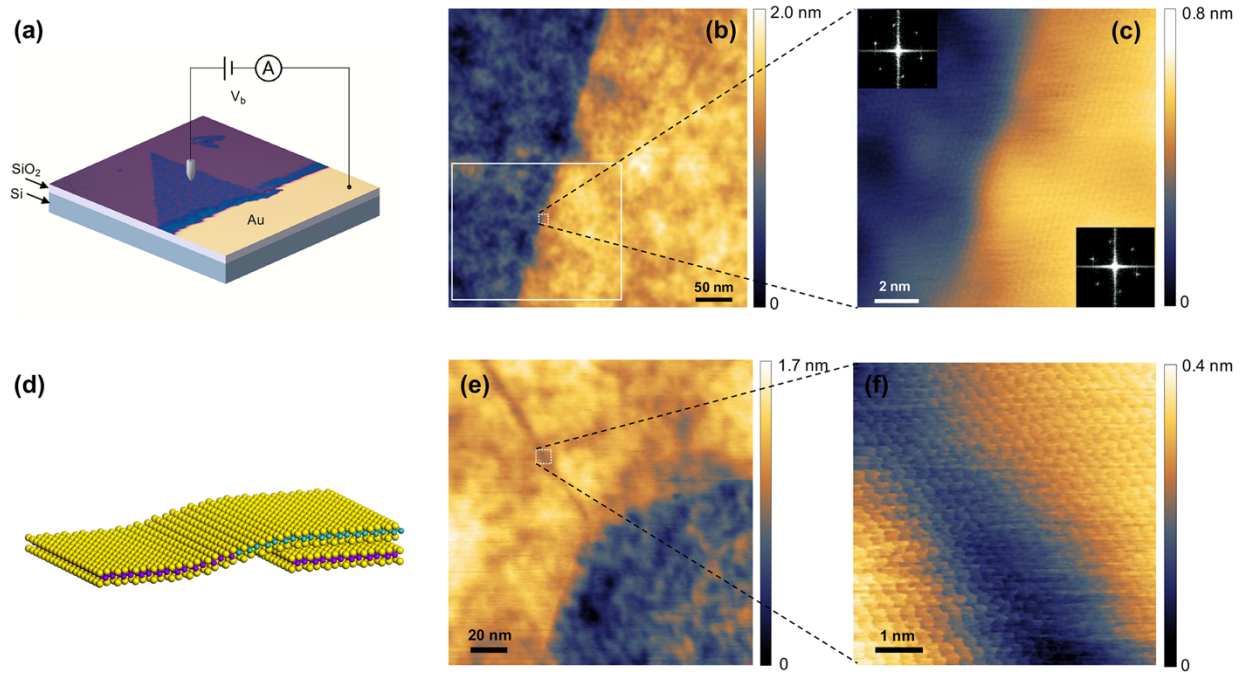 (a)
A
V_b
SiO₂
Si
Au
(b)
2.0 nm
0
50 nm
(c)
0.8 nm
0
2 nm
(d)
(e)
1.7 nm
0
20 nm
(f)
0.4 nm
0
1 nm